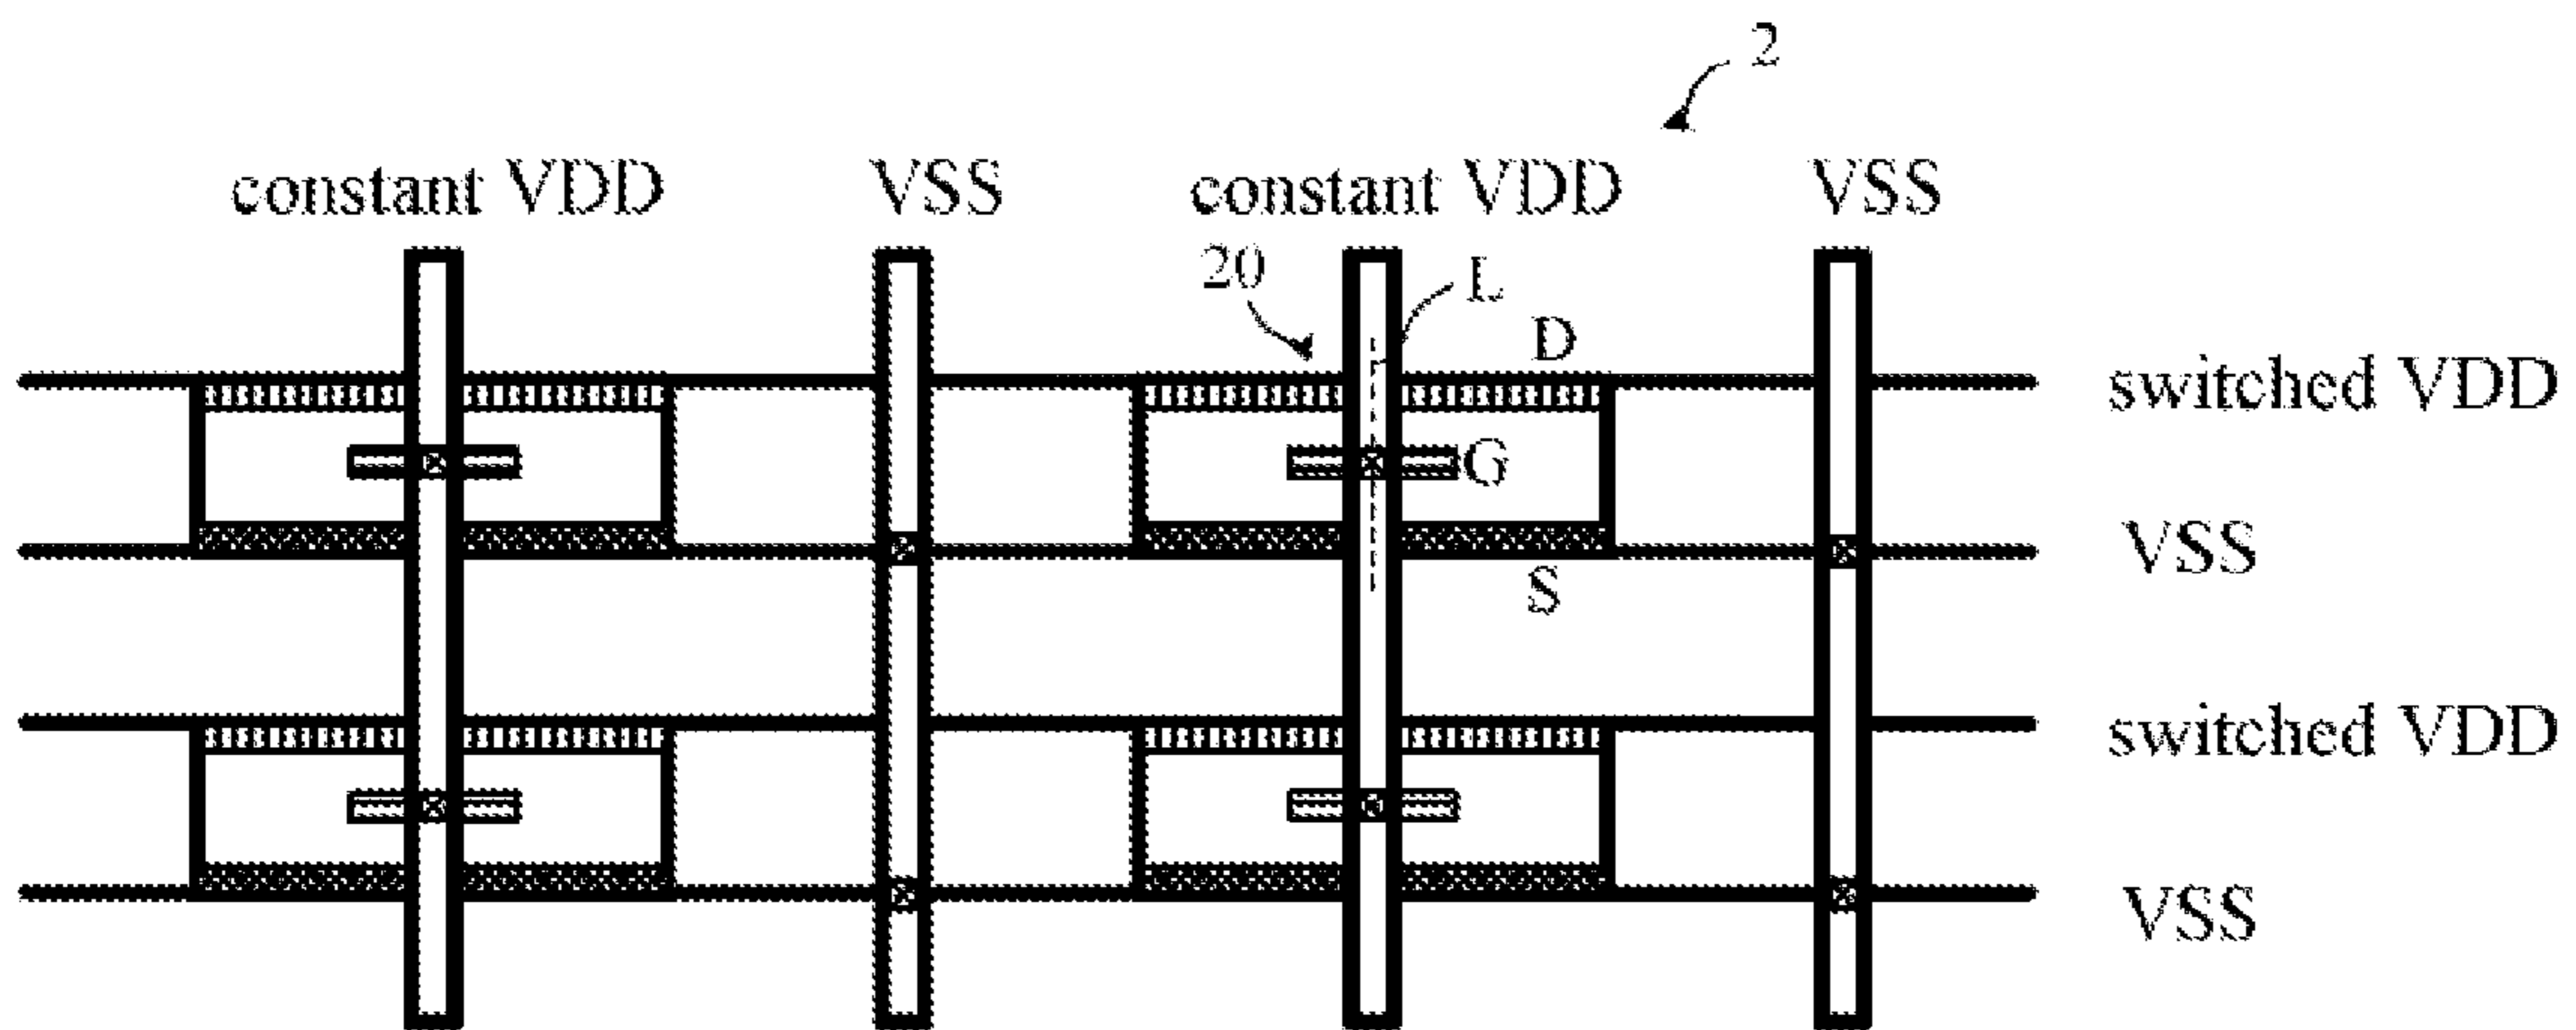 2
constant VDD VSS constant VDD VSS
20 L
D
switched VDD
G
VSS
S
switched VDD
VSS